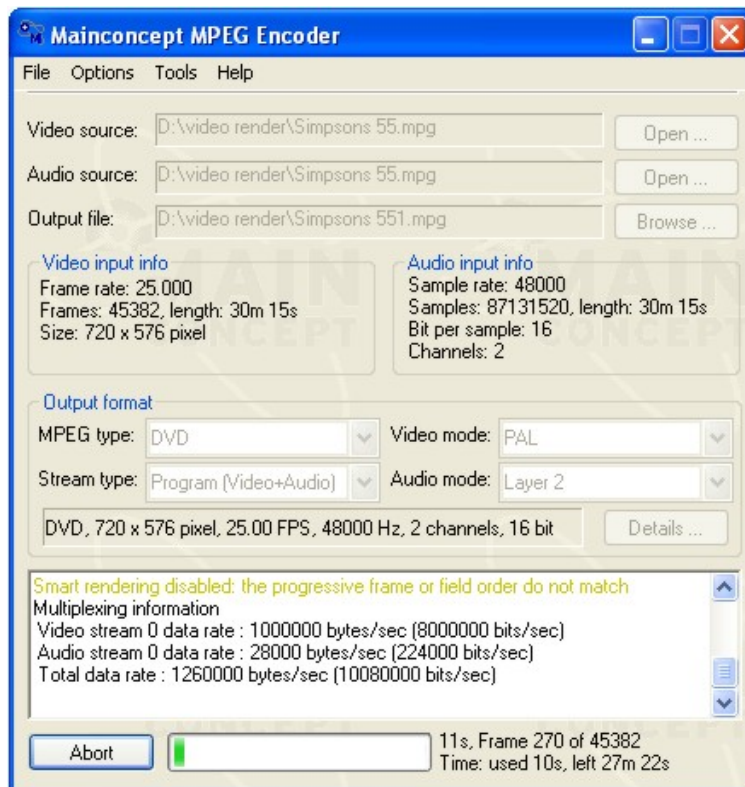 Mainconcept MPEG Encoder
File Options Tools Help
Video source: D:\video render\Simpsons 55.mpg Open ...
Audio source: D:\video render\Simpsons 55.mpg Open ...
Output file: D:\video render\Simpsons 551.mpg Browse ...
Video input info
Frame rate: 25.000
Frames: 45382, length: 30m 15s
Size: 720 x 576 pixel
Audio input info
Sample rate: 48000
Samples: 87131520, length: 30m 15s
Bit per sample: 16
Channels: 2
MAIN CONCEPT
MAIN CONCEPT
Output format
MPEG type: DVD Video mode: PAL
Stream type: Program (Video+Audio) Audio mode: Layer 2
DVD, 720 x 576 pixel, 25.00 FPS, 48000 Hz, 2 channels, 16 bit Details ...
Smart rendering disabled: the progressive frame or field order do not match
Multiplexing information
Video stream 0 data rate : 1000000 bytes/sec (8000000 bits/sec)
Audio stream 0 data rate : 28000 bytes/sec (224000 bits/sec)
Total data rate : 1260000 bytes/sec (10080000 bits/sec)
Abort
11s, Frame 270 of 45382
Time: used 10s, left 27m 22s